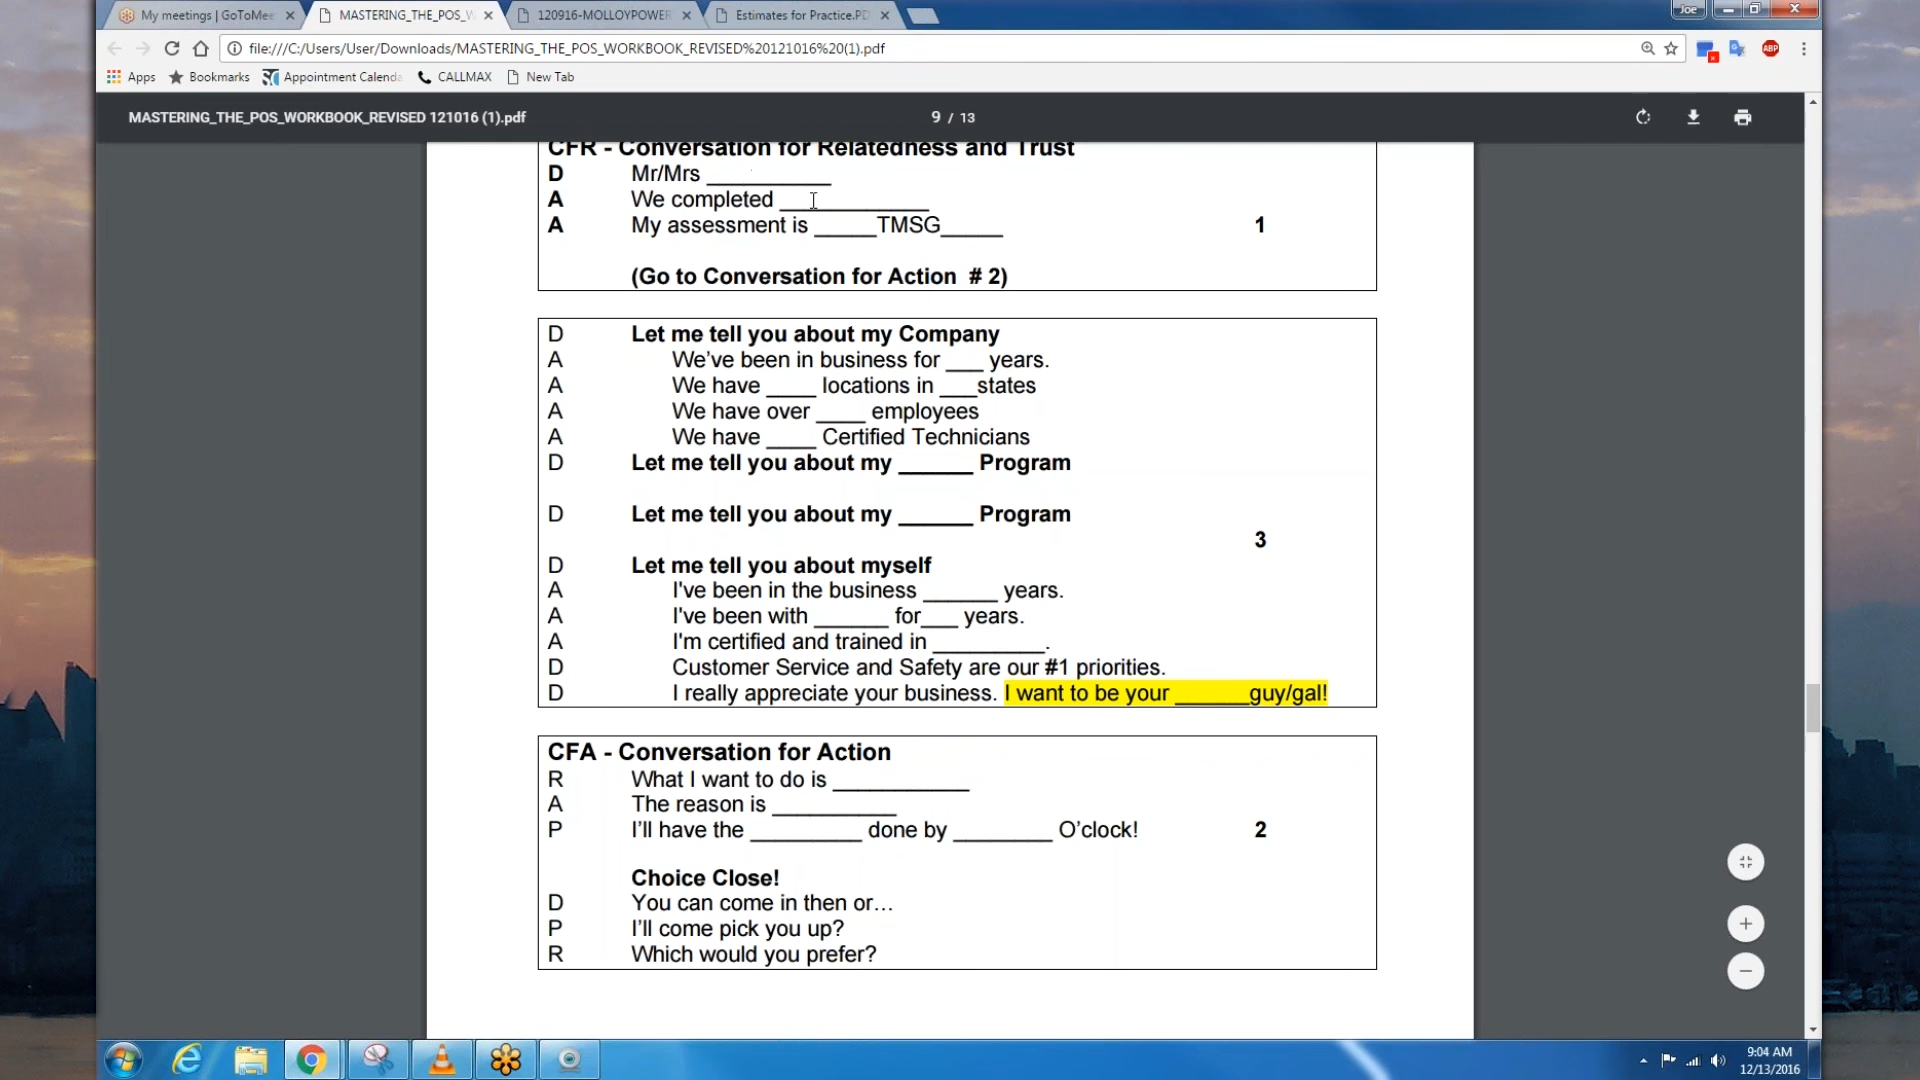 My meetings | GoToMee
MASTERING_THE_POS_W
120916-MOLLOYPOWER
Estimates for Practice.PD
Joe
file:///C:/Users/User/Downloads/MASTERING_THE_POS_WORKBOOK_REVISED%20121016%20(1).pdf
ABP
Apps
Bookmarks
Appointment Calenda
CALLMAX
New Tab
MASTERING_THE_POS_WORKBOOK_REVISED 121016 (1).pdf
9 / 13
CFR - Conversation for Relatedness and Trust
D Mr/Mrs __________
A We completed ____________
A My assessment is _____TMSG_____ 1
(Go to Conversation for Action # 2)
D Let me tell you about my Company
A We've been in business for ___ years.
A We have ____ locations in ___states
A We have over ____ employees
A We have ____ Certified Technicians
D Let me tell you about my ______ Program
D Let me tell you about my ______ Program
3
D Let me tell you about myself
A I've been in the business ______ years.
A I've been with ______ for___ years.
A I'm certified and trained in _________.
D Customer Service and Safety are our #1 priorities.
D I really appreciate your business. I want to be your ______guy/gal!
CFA - Conversation for Action
R What I want to do is ___________
A The reason is __________
P I'll have the _________ done by ________ O'clock! 2
Choice Close!
D You can come in then or…
P I'll come pick you up?
R Which would you prefer?
9:04 AM
12/13/2016